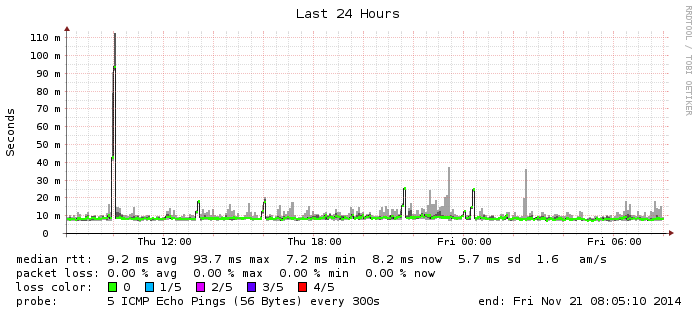 Last 24 Hours
RRDTOOL / TOBI OETIKER
Seconds
110 m
100 m
90 m
80 m
70 m
60 m
50 m
40 m
30 m
20 m
10 m
0
Thu 12:00 Thu 18:00 Fri 00:00 Fri 06:00
median rtt: 9.2 ms avg 93.7 ms max 7.2 ms min 8.2 ms now 5.7 ms sd 1.6 am/s
packet loss: 0.00 % avg 0.00 % max 0.00 % min 0.00 % now
loss color: 0 1/5 2/5 3/5 4/5
probe: 5 ICMP Echo Pings (56 Bytes) every 300s end: Fri Nov 21 08:05:10 2014